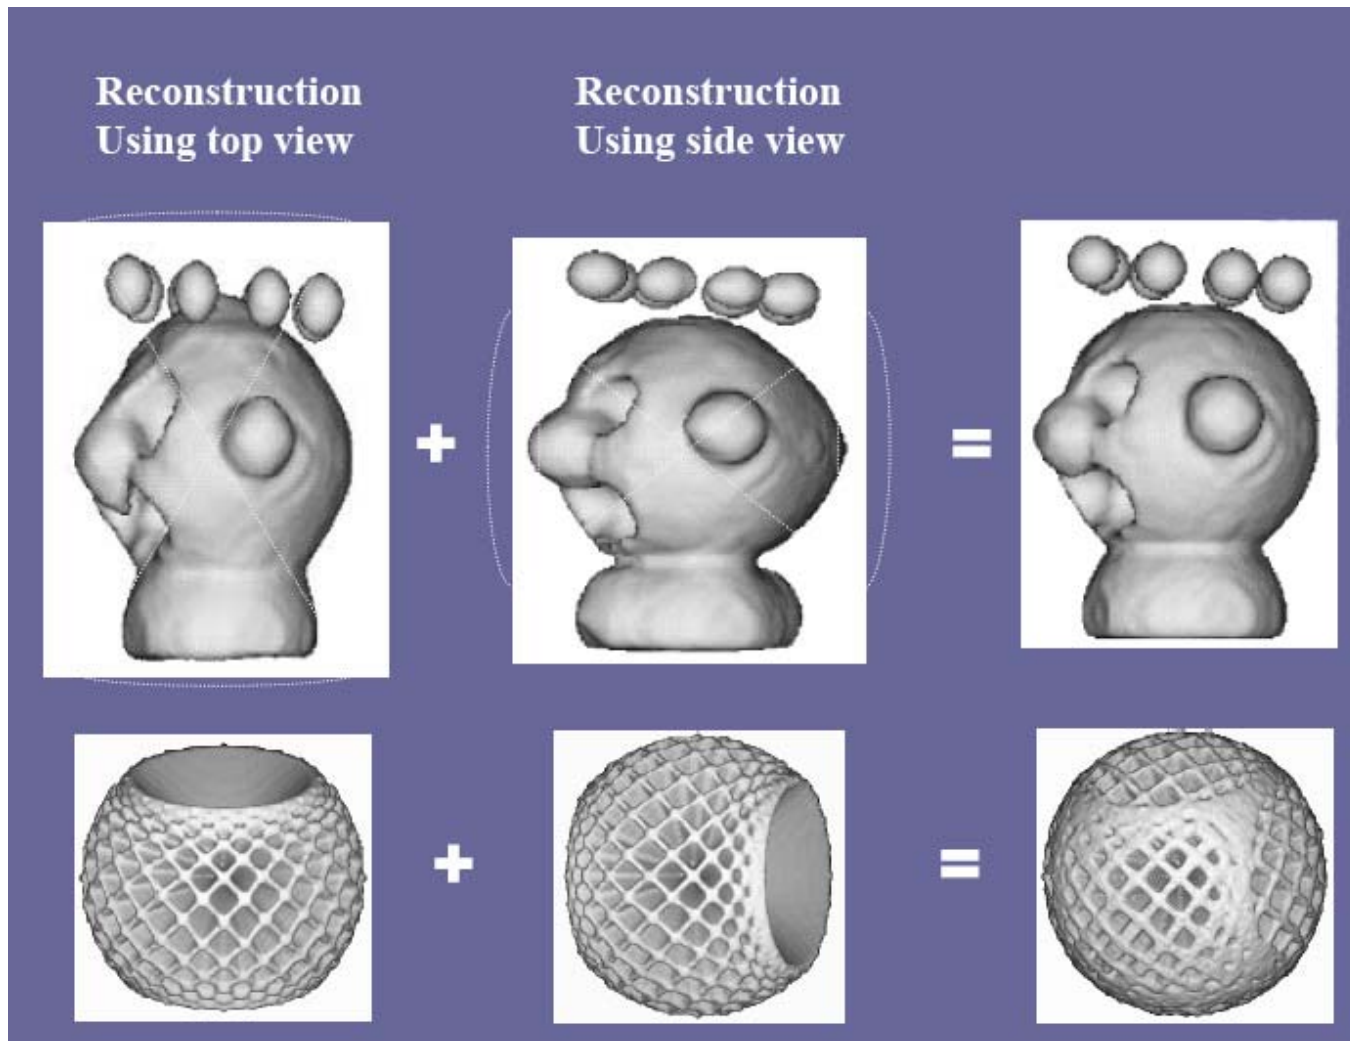 Reconstruction
Using top view
Reconstruction
Using side view
+
=
+
=